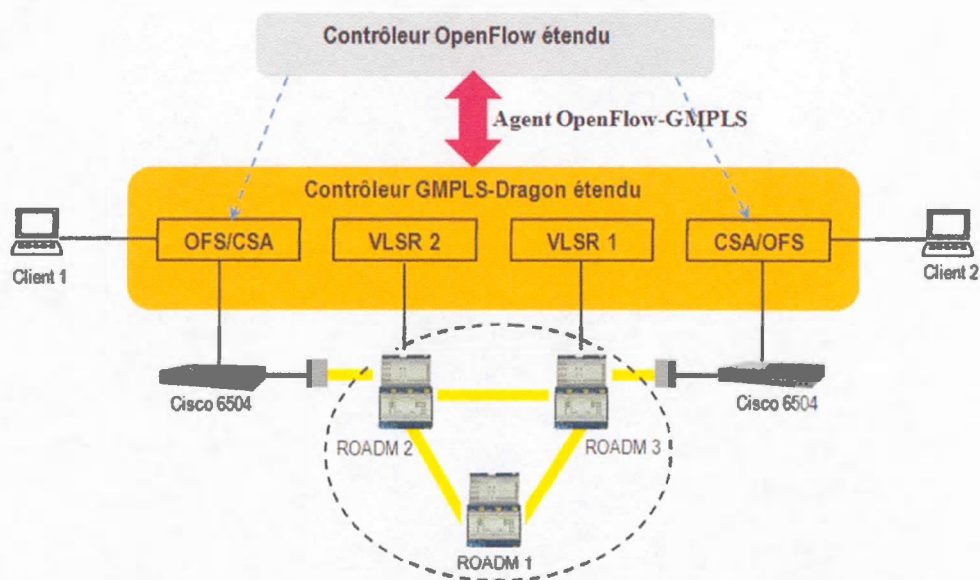 Contrôleur OpenFlow étendu
Agent OpenFlow-GMPLS
Contrôleur GMPLS-Dragon étendu
OFS/CSA
VLSR 2
VLSR 1
CSA/OFS
Client 1
Client 2
Cisco 6504
Cisco 6504
ROADM 2
ROADM 3
ROADM 1